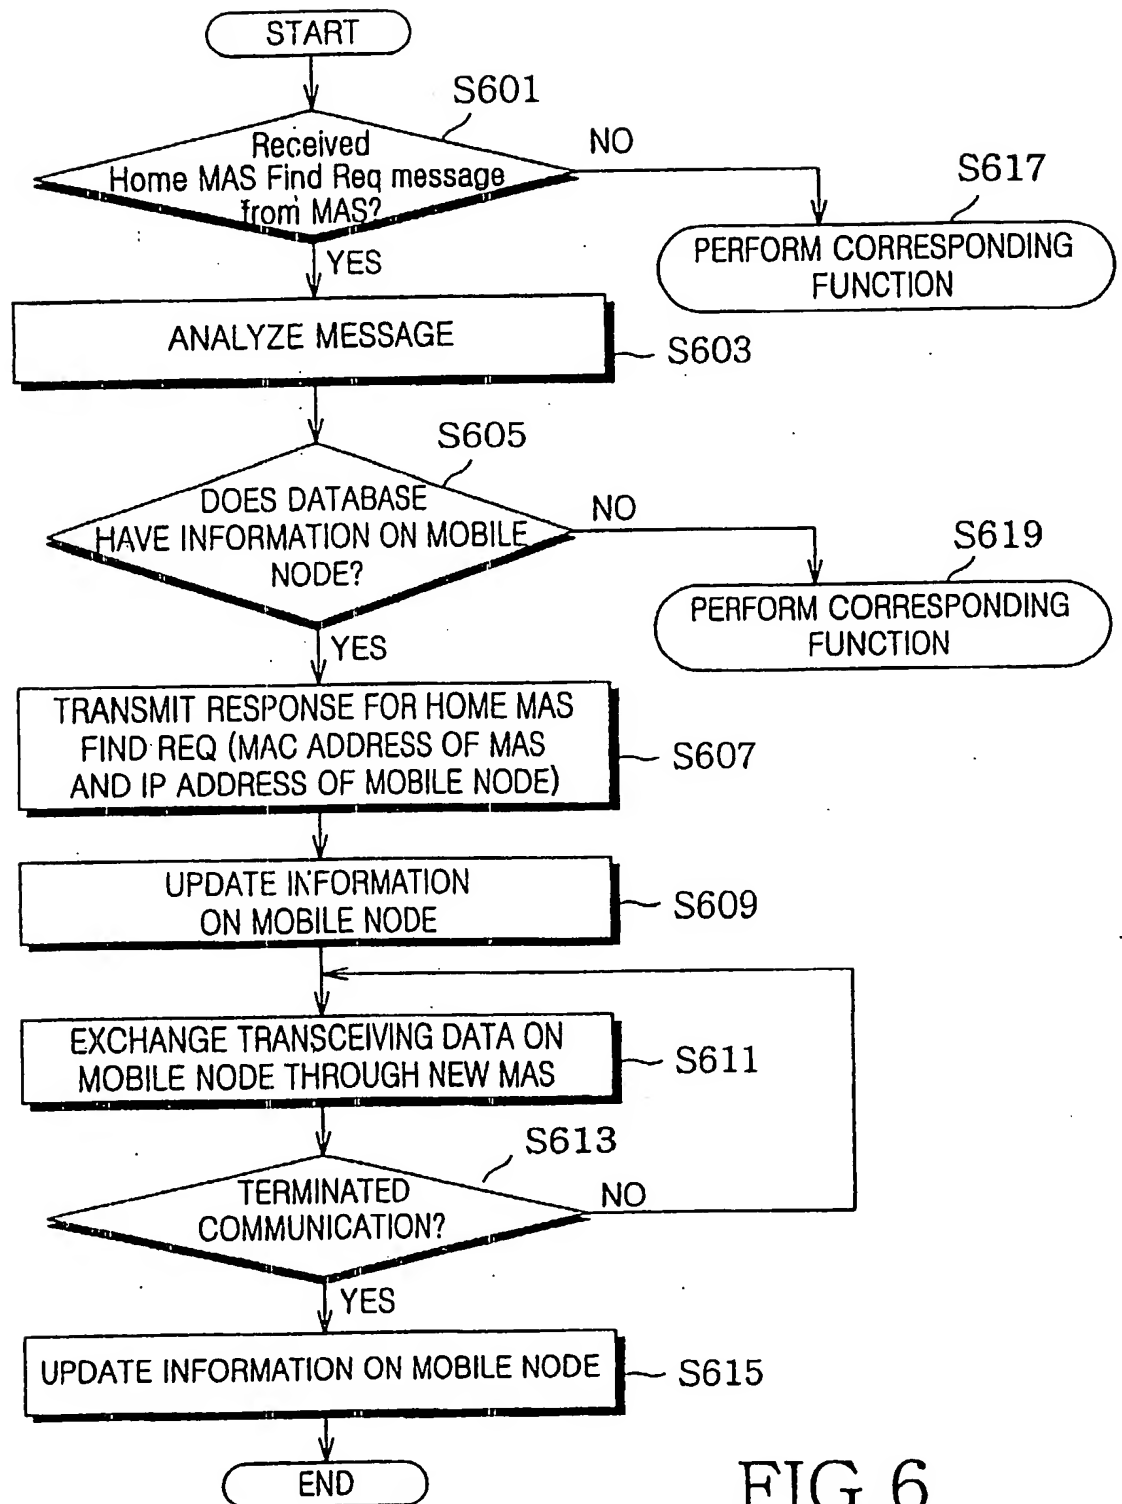 START
S601
Received
Home MAS Find Req message
from MAS?
NO
S617
PERFORM CORRESPONDING
FUNCTION
YES
ANALYZE MESSAGE
S603
S605
DOES DATABASE
HAVE INFORMATION ON MOBILE
NODE?
NO
S619
PERFORM CORRESPONDING
FUNCTION
YES
TRANSMIT RESPONSE FOR HOME MAS
FIND REQ (MAC ADDRESS OF MAS
AND IP ADDRESS OF MOBILE NODE)
S607
UPDATE INFORMATION
ON MOBILE NODE
S609
EXCHANGE TRANSCEIVING DATA ON
MOBILE NODE THROUGH NEW MAS
S611
S613
TERMINATED
COMMUNICATION?
NO
YES
UPDATE INFORMATION ON MOBILE NODE
S615
END
FIG 6